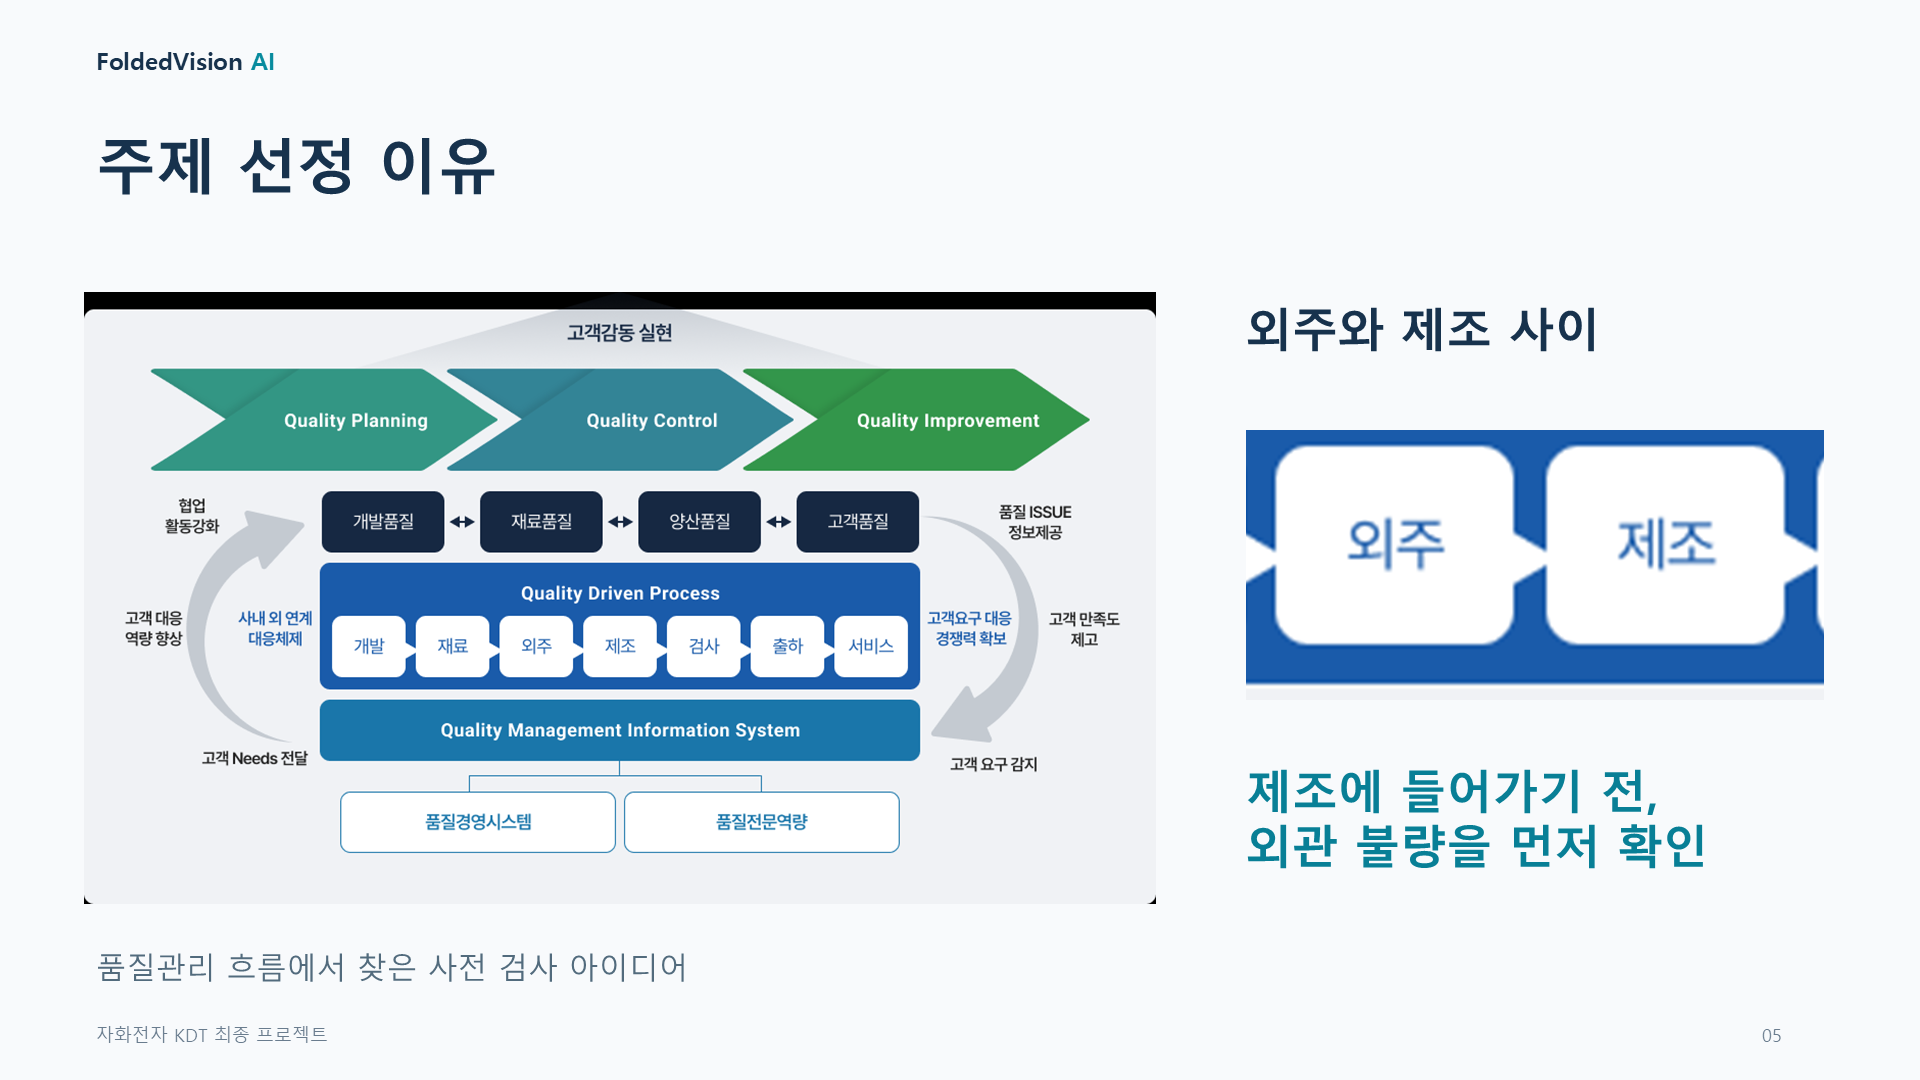 FoldedVision AI
주제 선정 이유
고객감동 실현
Quality Planning
Quality Control
Quality Improvement
협업
활동강화
개발품질
재료품질
양산품질
고객품질
품질 ISSUE
정보제공
고객 대응
역량 향상
사내 외 연계
대응체제
Quality Driven Process
개발
재료
외주
제조
검사
출하
서비스
고객요구 대응
경쟁력 확보
고객 만족도
제고
Quality Management Information System
고객 Needs 전달
고객 요구 감지
품질경영시스템
품질전문역량
외주와 제조 사이
외주
제조
제조에 들어가기 전,
외관 불량을 먼저 확인
품질관리 흐름에서 찾은 사전 검사 아이디어
자화전자 KDT 최종 프로젝트
05